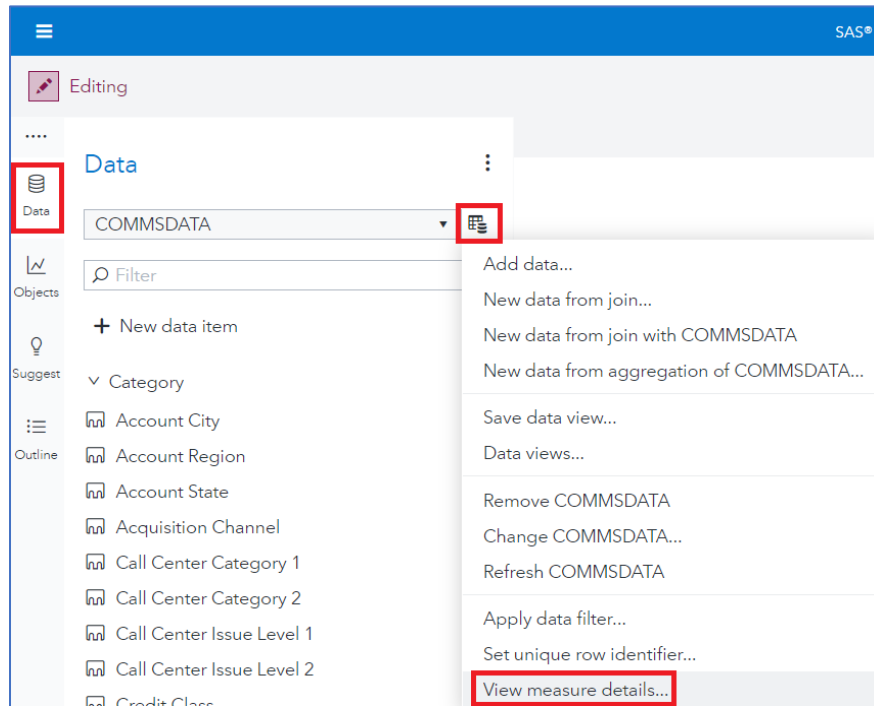 SAS®
Editing
Data
Data
COMMSDATA
Filter
+ New data item
Category
Account City
Account Region
Account State
Acquisition Channel
Call Center Category 1
Call Center Category 2
Call Center Issue Level 1
Call Center Issue Level 2
Credit Class
Objects
Suggest
Outline
Add data...
New data from join...
New data from join with COMMSDATA
New data from aggregation of COMMSDATA...
Save data view...
Data views...
Remove COMMSDATA
Change COMMSDATA...
Refresh COMMSDATA
Apply data filter...
Set unique row identifier...
View measure details...